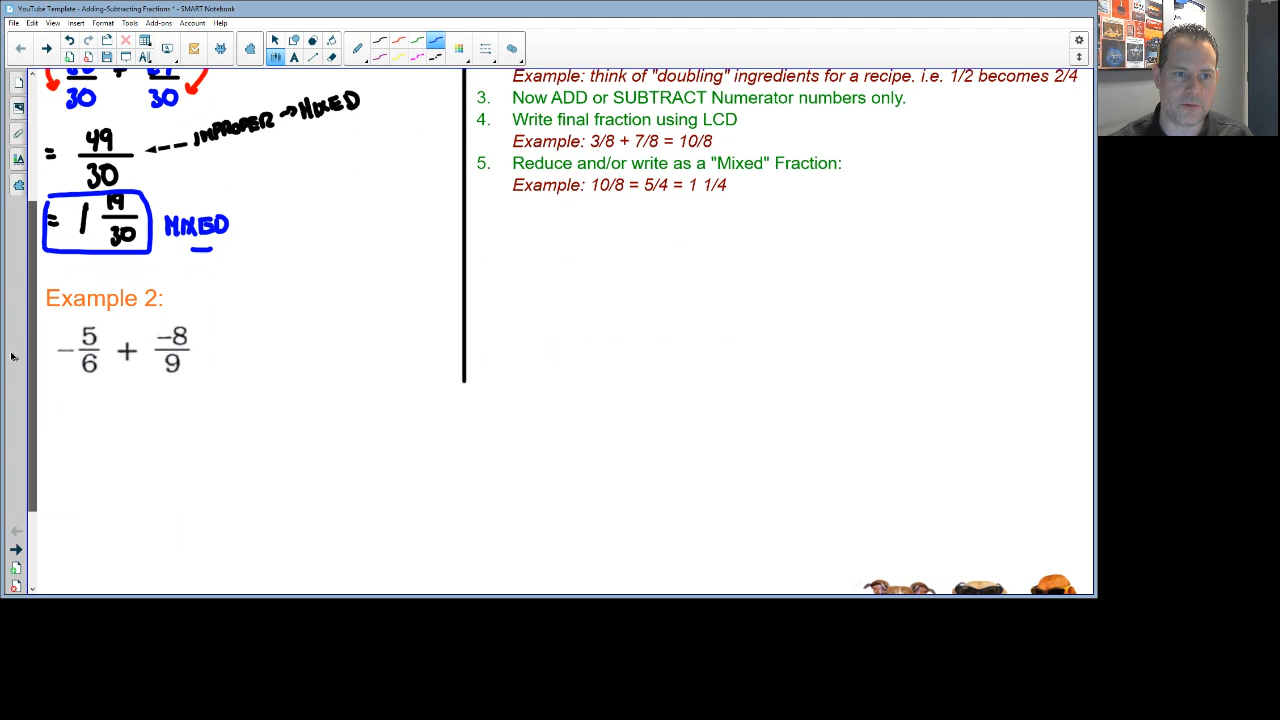 YouTube Template - Adding-Subtracting Fractions * - SMART Notebook
File Edit View Insert Format Tools Add-ons Account Help
30 + 30
= 49/30 IMPROPER → MIXED
= 1 19/30 MIXED
Example 2:
-5/6 + -8/9
Example: think of "doubling" ingredients for a recipe. i.e. 1/2 becomes 2/4
3. Now ADD or SUBTRACT Numerator numbers only.
4. Write final fraction using LCD
Example: 3/8 + 7/8 = 10/8
5. Reduce and/or write as a "Mixed" Fraction:
Example: 10/8 = 5/4 = 1 1/4